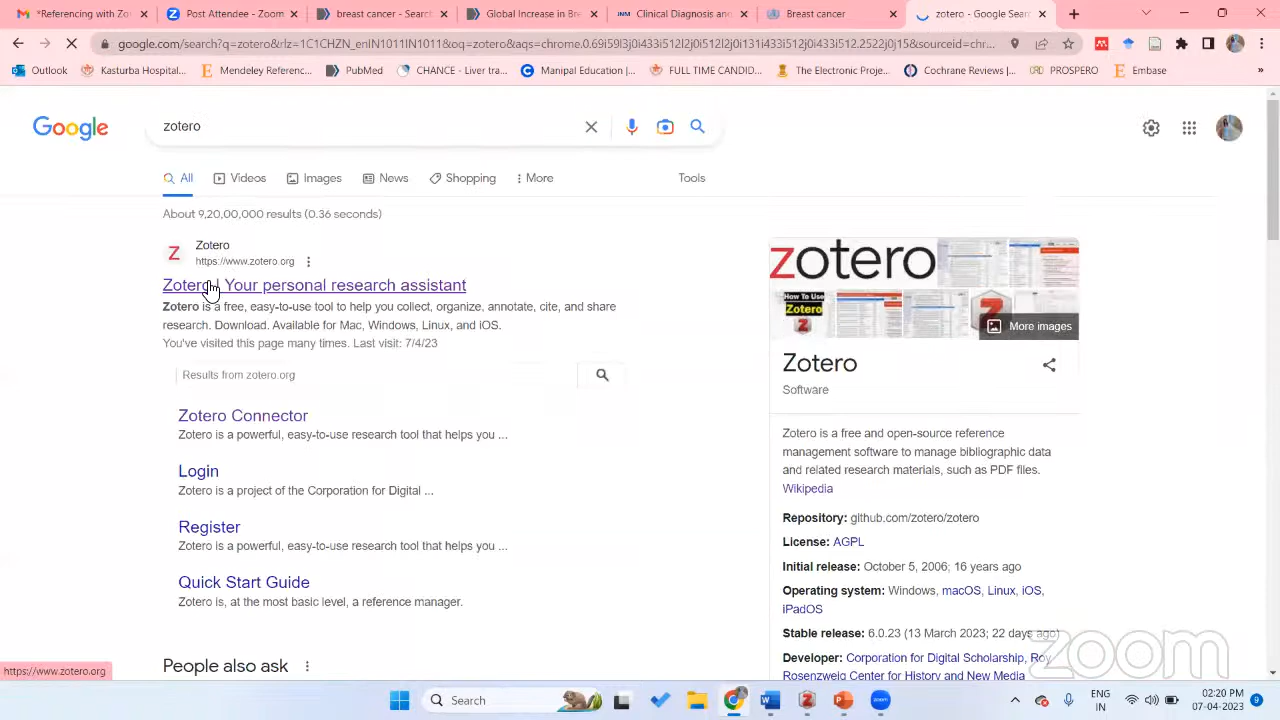 "Referencing with Zo
zotero
Breast cancer: Start Se
Global Increase in Bre
Clinical Diagnosis and
Breast cancer
zotero - Google Sear
google.com/search?q=zotero&rlz=1C1CHZN_enIN1011IN1011&oq=zotero&aqs=chrome.0.69i59j0i433i512l2j0i512j0i433i512l2j0i512j0i433i512.2522j0j15&sourceid=chr...
Outlook
Kasturba Hospital...
Mendeley Referenc...
PubMed
CHANCE - Live tra...
Manipal Education |...
FULL TIME CANDID...
The Electronic Projec...
Cochrane Reviews |...
PROSPERO
Embase
»
Google
zotero
All
Videos
Images
News
Shopping
More
Tools
About 9,20,00,000 results (0.36 seconds)
Z
Zotero
https://www.zotero.org
Zotero | Your personal research assistant
Zotero is a free, easy-to-use tool to help you collect, organize, annotate, cite, and share
research. Download. Available for Mac, Windows, Linux, and iOS.
You've visited this page many times. Last visit: 7/4/23
Results from zotero.org
Zotero Connector
Zotero is a powerful, easy-to-use research tool that helps you ...
Login
Zotero is a project of the Corporation for Digital ...
Register
Zotero is a powerful, easy-to-use research tool that helps you ...
Quick Start Guide
Zotero is, at the most basic level, a reference manager.
People also ask
zotero
How To Use
Zotero
More images
Zotero
Software
Zotero is a free and open-source reference
management software to manage bibliographic data
and related research materials, such as PDF files.
Wikipedia
Repository: github.com/zotero/zotero
License: AGPL
Initial release: October 5, 2006; 16 years ago
Operating system: Windows, macOS, Linux, iOS,
iPadOS
Stable release: 6.0.23 (13 March 2023; 22 days ago)
Developer: Corporation for Digital Scholarship, Roy
Rosenzweig Center for History and New Media
zoom
https://www.zotero.org
Search
zoom
ENG
IN
02:20 PM
07-04-2023
9